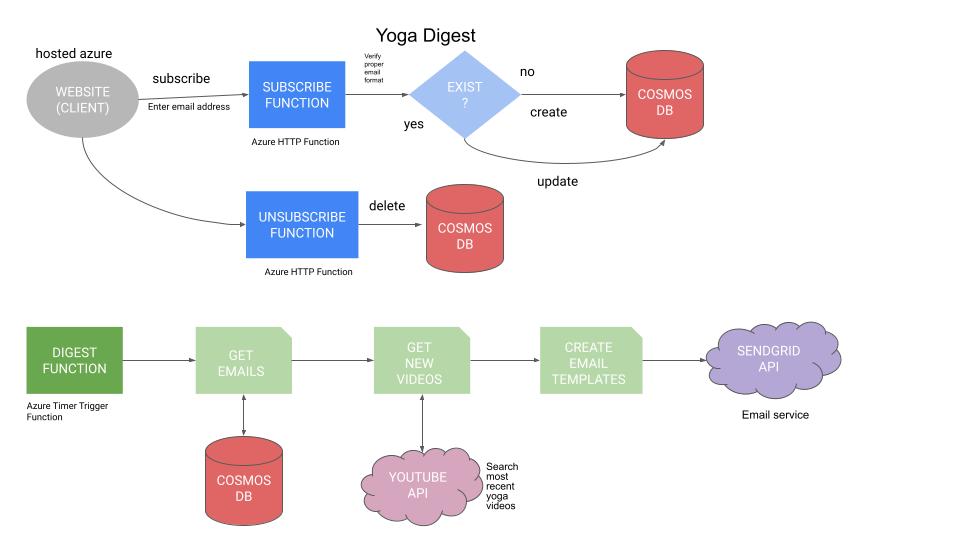 Yoga Digest
hosted azure
WEBSITE
(CLIENT)
subscribe
Enter email address
SUBSCRIBE
FUNCTION
Azure HTTP Function
Verify
proper
email
format
EXIST
?
no
create
yes
update
COSMOS
DB
UNSUBSCRIBE
FUNCTION
Azure HTTP Function
delete
COSMOS
DB
DIGEST
FUNCTION
Azure Timer Trigger
Function
GET
EMAILS
COSMOS
DB
GET
NEW
VIDEOS
YOUTUBE
API
Search
most
recent
yoga
videos
CREATE
EMAIL
TEMPLATES
SENDGRID
API
Email service